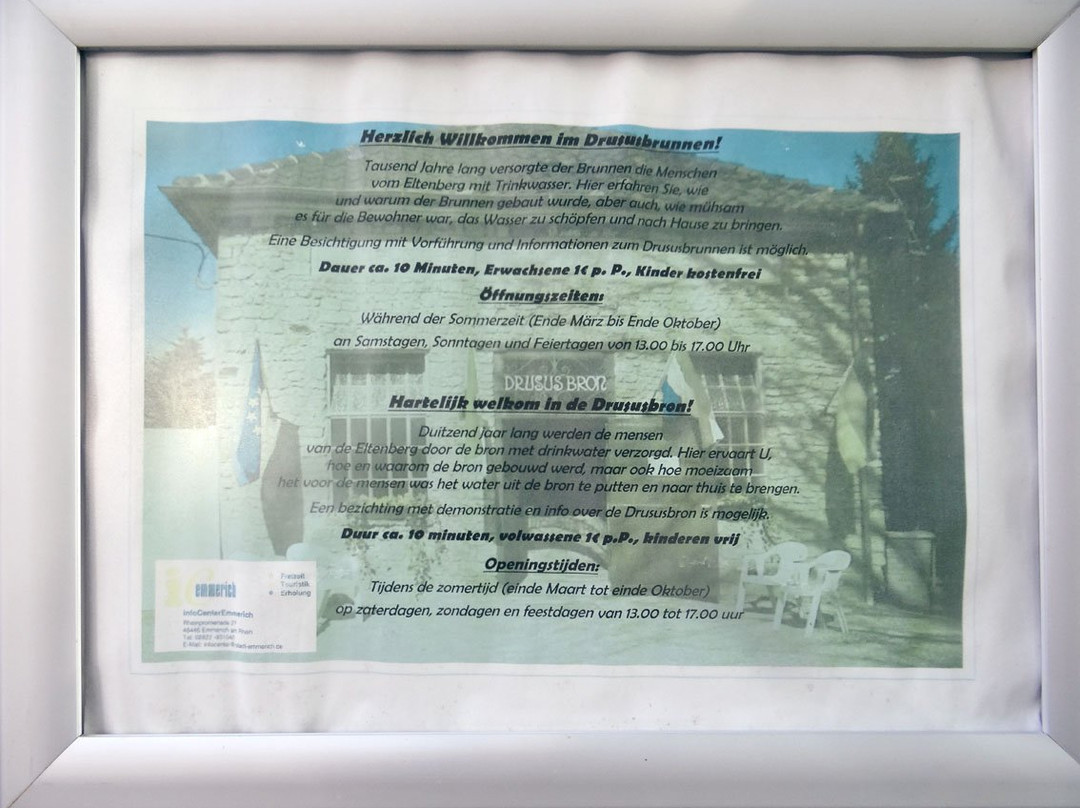 Herzlich Willkommen im Drususbrunnen!
Tausend Jahre lang versorgte der Brunnen die Menschen
vom Eltenberg mit Trinkwasser. Hier erfahren Sie, wie
und warum der Brunnen gebaut wurde, aber auch, wie mühsam
es für die Bewohner war, das Wasser zu schöpfen und nach Hause zu bringen.
Eine Besichtigung mit Vorführung und Informationen zum Drususbrunnen ist möglich.
Dauer ca. 10 Minuten, Erwachsene 1€ p. P., Kinder kostenfrei
Öffnungszeiten:
Während der Sommerzeit (Ende März bis Ende Oktober)
an Samstagen, Sonntagen und Feiertagen von 13.00 bis 17.00 Uhr
DRUSUS BRON
Hartelijk welkom in de Drususbron!
Duitzend jaar lang werden de mensen
van de Eltenberg door de bron met drinkwater verzorgd. Hier ervaart U,
hoe en waarom de bron gebouwd werd, maar ook hoe moeizaam
het voor de mensen was het water uit de bron te putten en naar thuis te brengen.
Een bezichting met demonstratie en info over de Drususbron is mogelijk.
Duur ca. 10 minuten, volwassene 1€ p.P., kinderen vrij
Openingstijden:
Tijdens de zomertijd (einde Maart tot einde Oktober)
op zaterdagen, zondagen en feestdagen van 13.00 tot 17.00 uur
emmerich
Freizeit
Touristik
Erholung
infoCenterEmmerich
Rheinpromenade
46446 Emmerich am Rhein
Tel.
E-Mail: